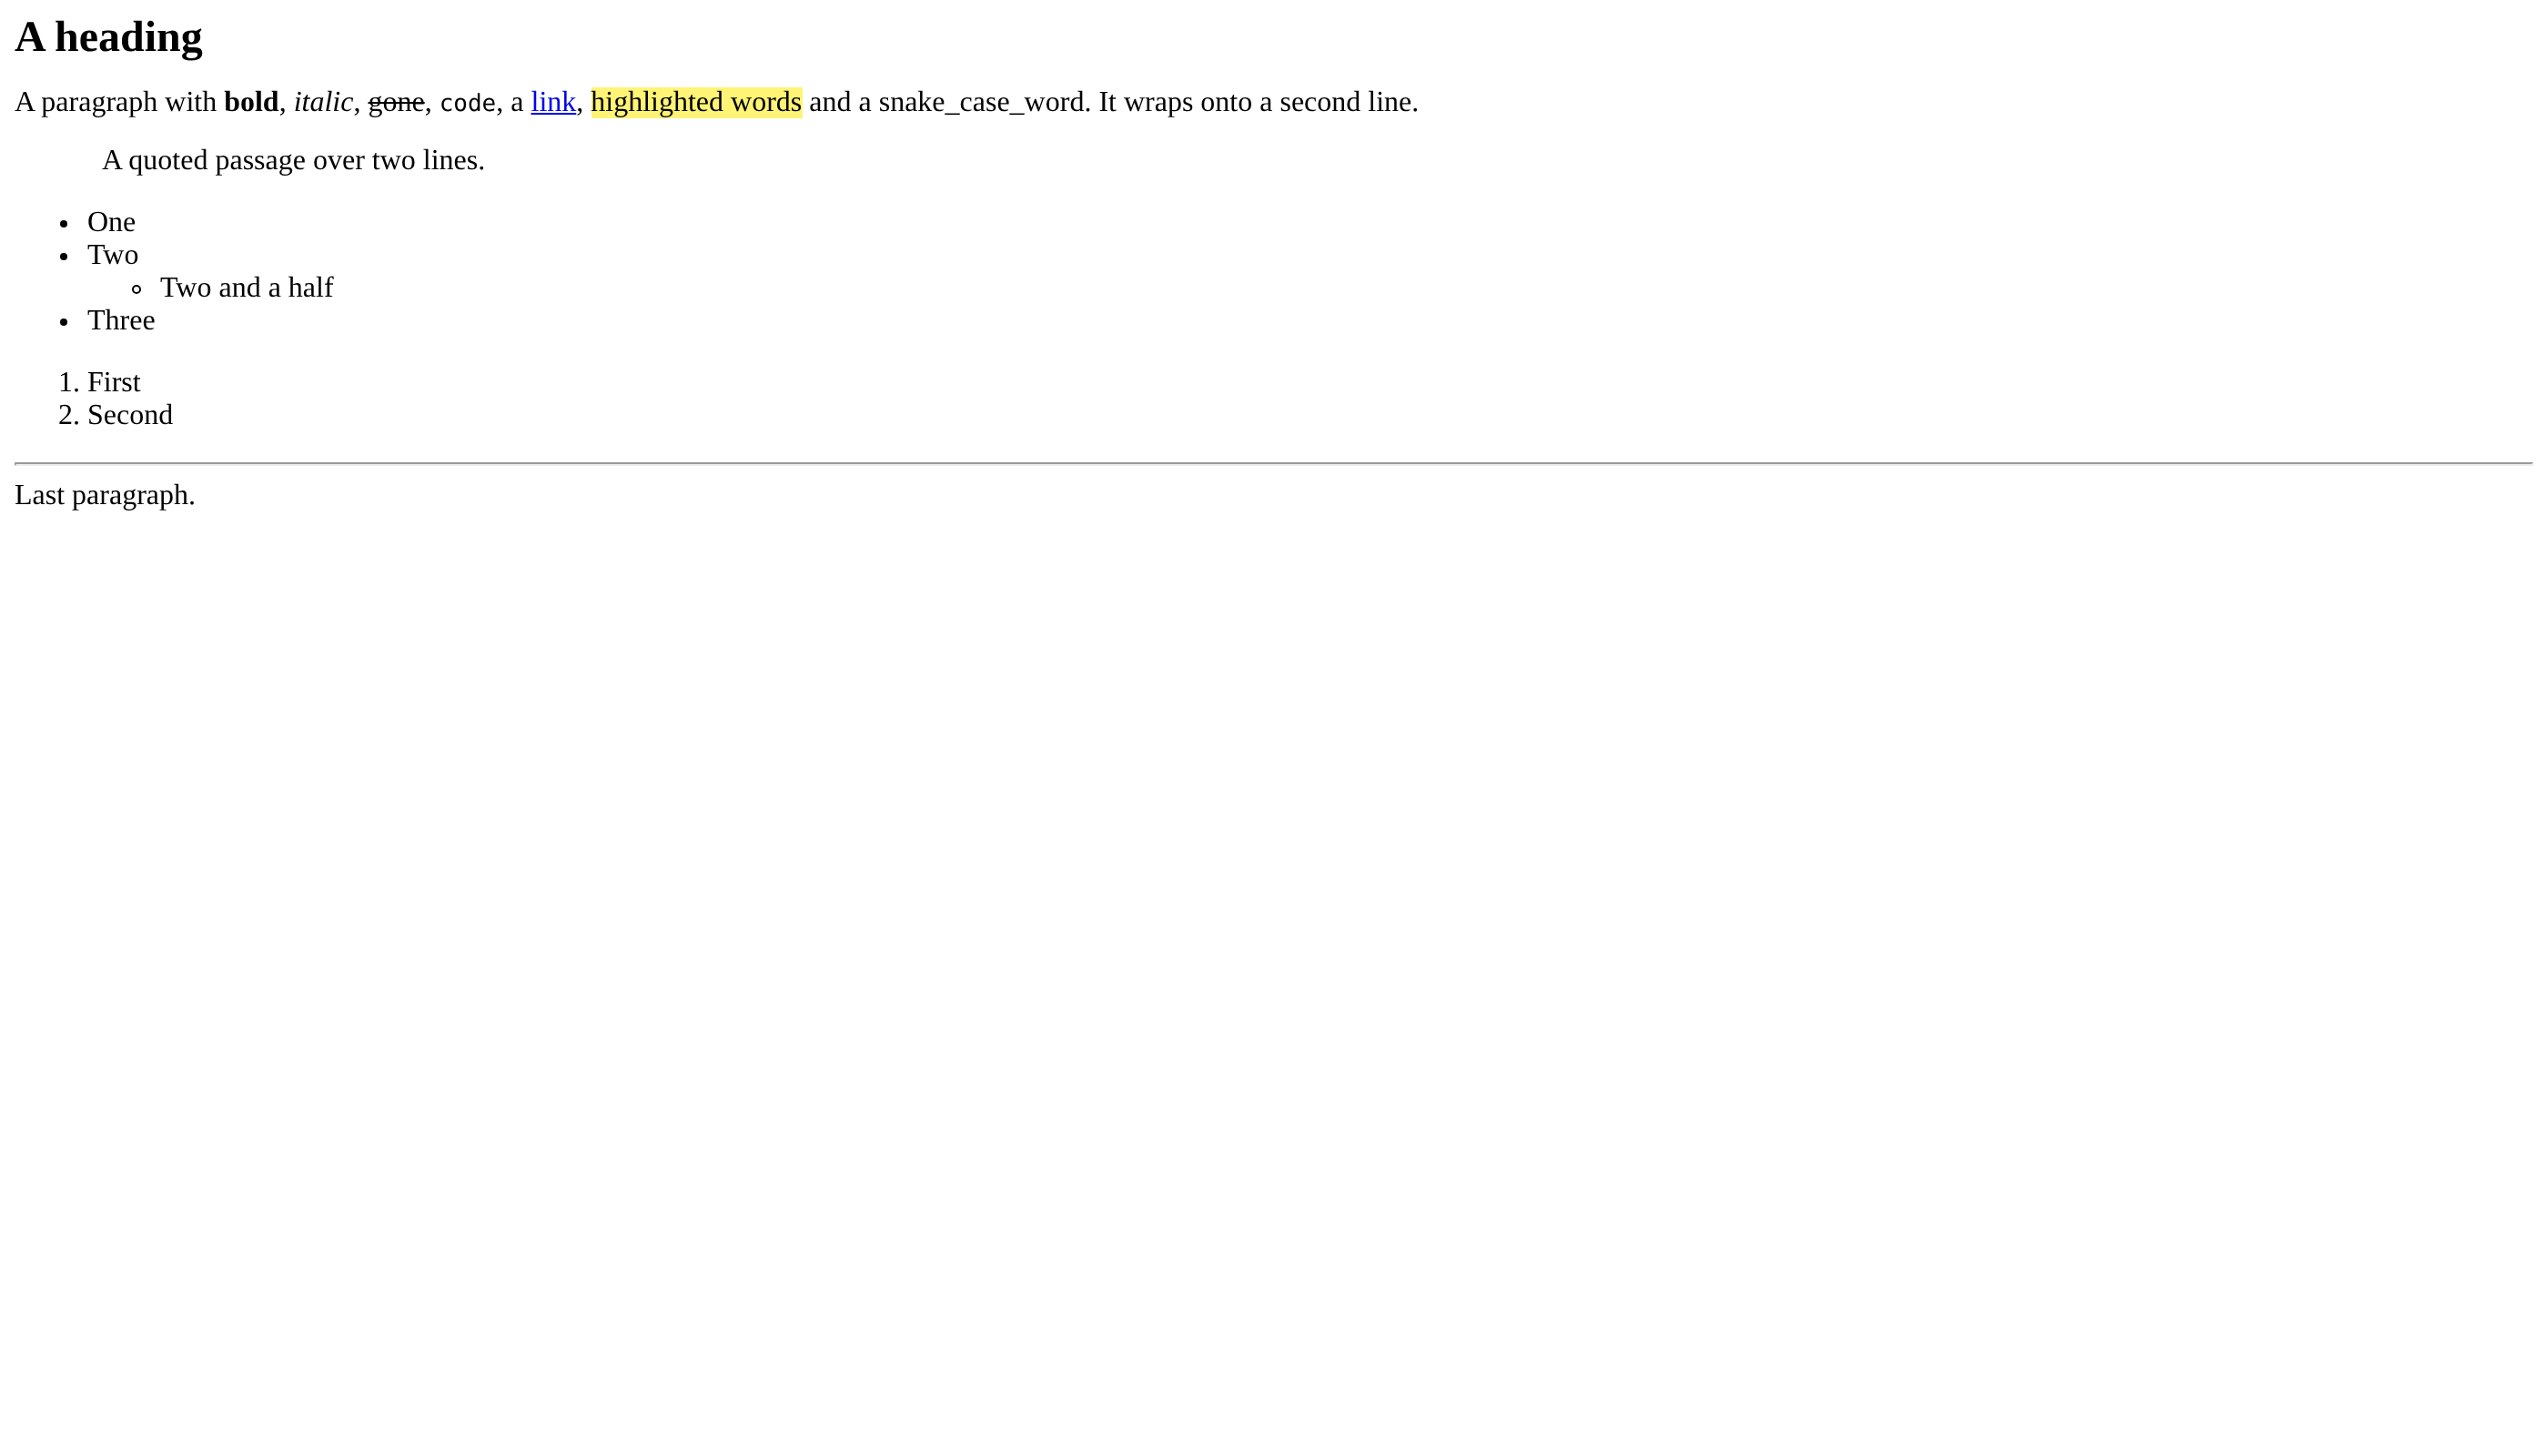 A heading
A paragraph with bold, italic, gone, code, a link, highlighted words and a snake_case_word. It wraps onto a second line.
A quoted passage over two lines.
• One
• Two
◦ Two and a half
• Three
1. First
2. Second
Last paragraph.